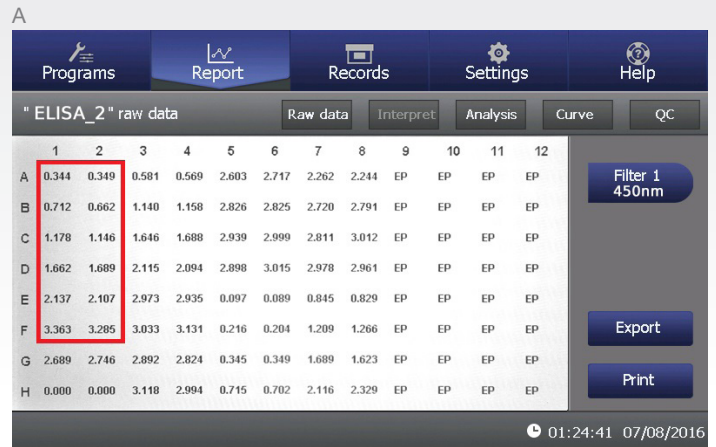 A
Programs Report Records Settings Help
" ELISA_2" raw data Raw data Interpret Analysis Curve QC
1 2 3 4 5 6 7 8 9 10 11 12
A 0.344 0.349 0.581 0.569 2.603 2.717 2.262 2.244 EP EP EP EP
B 0.712 0.662 1.140 1.158 2.826 2.825 2.720 2.791 EP EP EP EP
C 1.178 1.146 1.646 1.688 2.939 2.999 2.811 3.012 EP EP EP EP
D 1.662 1.689 2.115 2.094 2.898 3.015 2.978 2.961 EP EP EP EP
E 2.137 2.107 2.973 2.935 0.097 0.089 0.845 0.829 EP EP EP EP
F 3.363 3.285 3.033 3.131 0.216 0.204 1.209 1.266 EP EP EP EP
G 2.689 2.746 2.892 2.824 0.345 0.349 1.689 1.623 EP EP EP EP
H 0.000 0.000 3.118 2.994 0.715 0.702 2.116 2.329 EP EP EP EP
Filter 1
450nm
Export
Print
01:24:41 07/08/2016